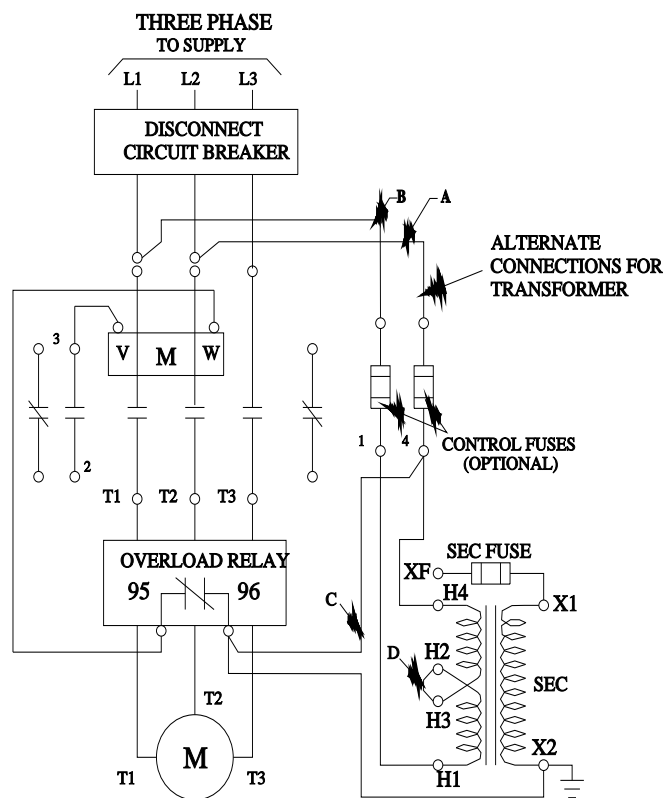 THREE PHASE
TO SUPPLY
L1 L2 L3
DISCONNECT
CIRCUIT BREAKER
B A
ALTERNATE
CONNECTIONS FOR
TRANSFORMER
3
V M W
1 4
CONTROL FUSES
(OPTIONAL)
2
T1 T2 T3
OVERLOAD RELAY
95 96
SEC FUSE
XF
H4 X1
C
D H2
SEC
H3
T2
M
X2
T1 T3
H1